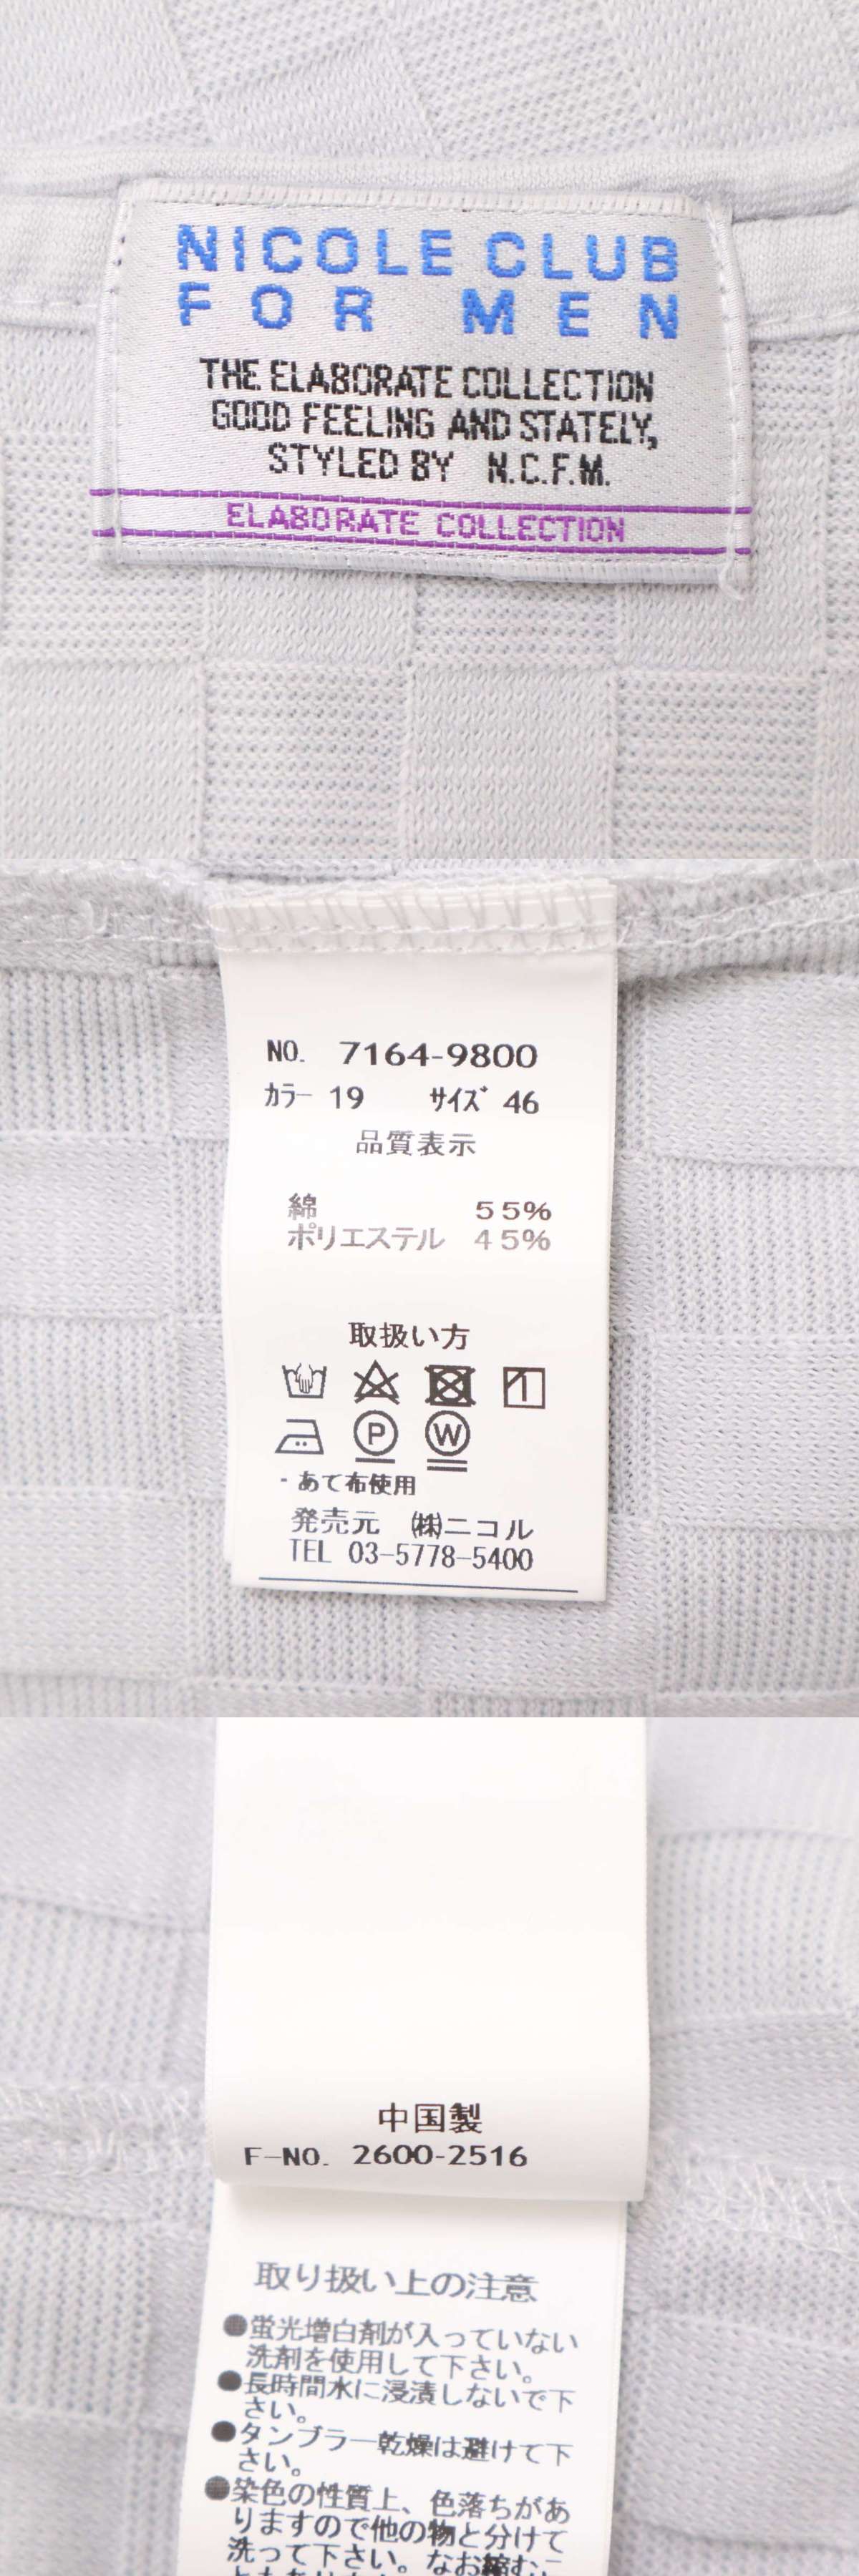 NICOLE CLUB
FOR MEN
THE ELABORATE COLLECTION
GOOD FEELING AND STATELY,
STYLED BY N.C.F.M.
ELABORATE COLLECTION
NO. 7164-9800
カラー 19 サイズ 46
品質表示
綿 55%
ポリエステル 45%
取扱い方
P W
・あて布使用
発売元 ㈱ニコル
TEL 03-5778-5400
中国製
F-NO. 2600-2516
取り扱い上の注意
●蛍光増白剤が入っていない
洗剤を使用して下さい。
●長時間水に浸漬しないで下
さい。
●タンブラー乾燥は避けて下
さい。
●染色の性質上、色落ちがあ
りますので他の物と分けて
洗って下さい。なお縮むこ